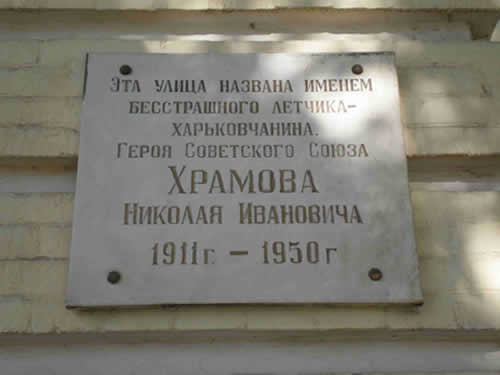 Эта улица названа именем
бесстрашного летчика-
харьковчанина.
Героя Советского Союза
Храмова
Николая Ивановича
1911г. – 1950г